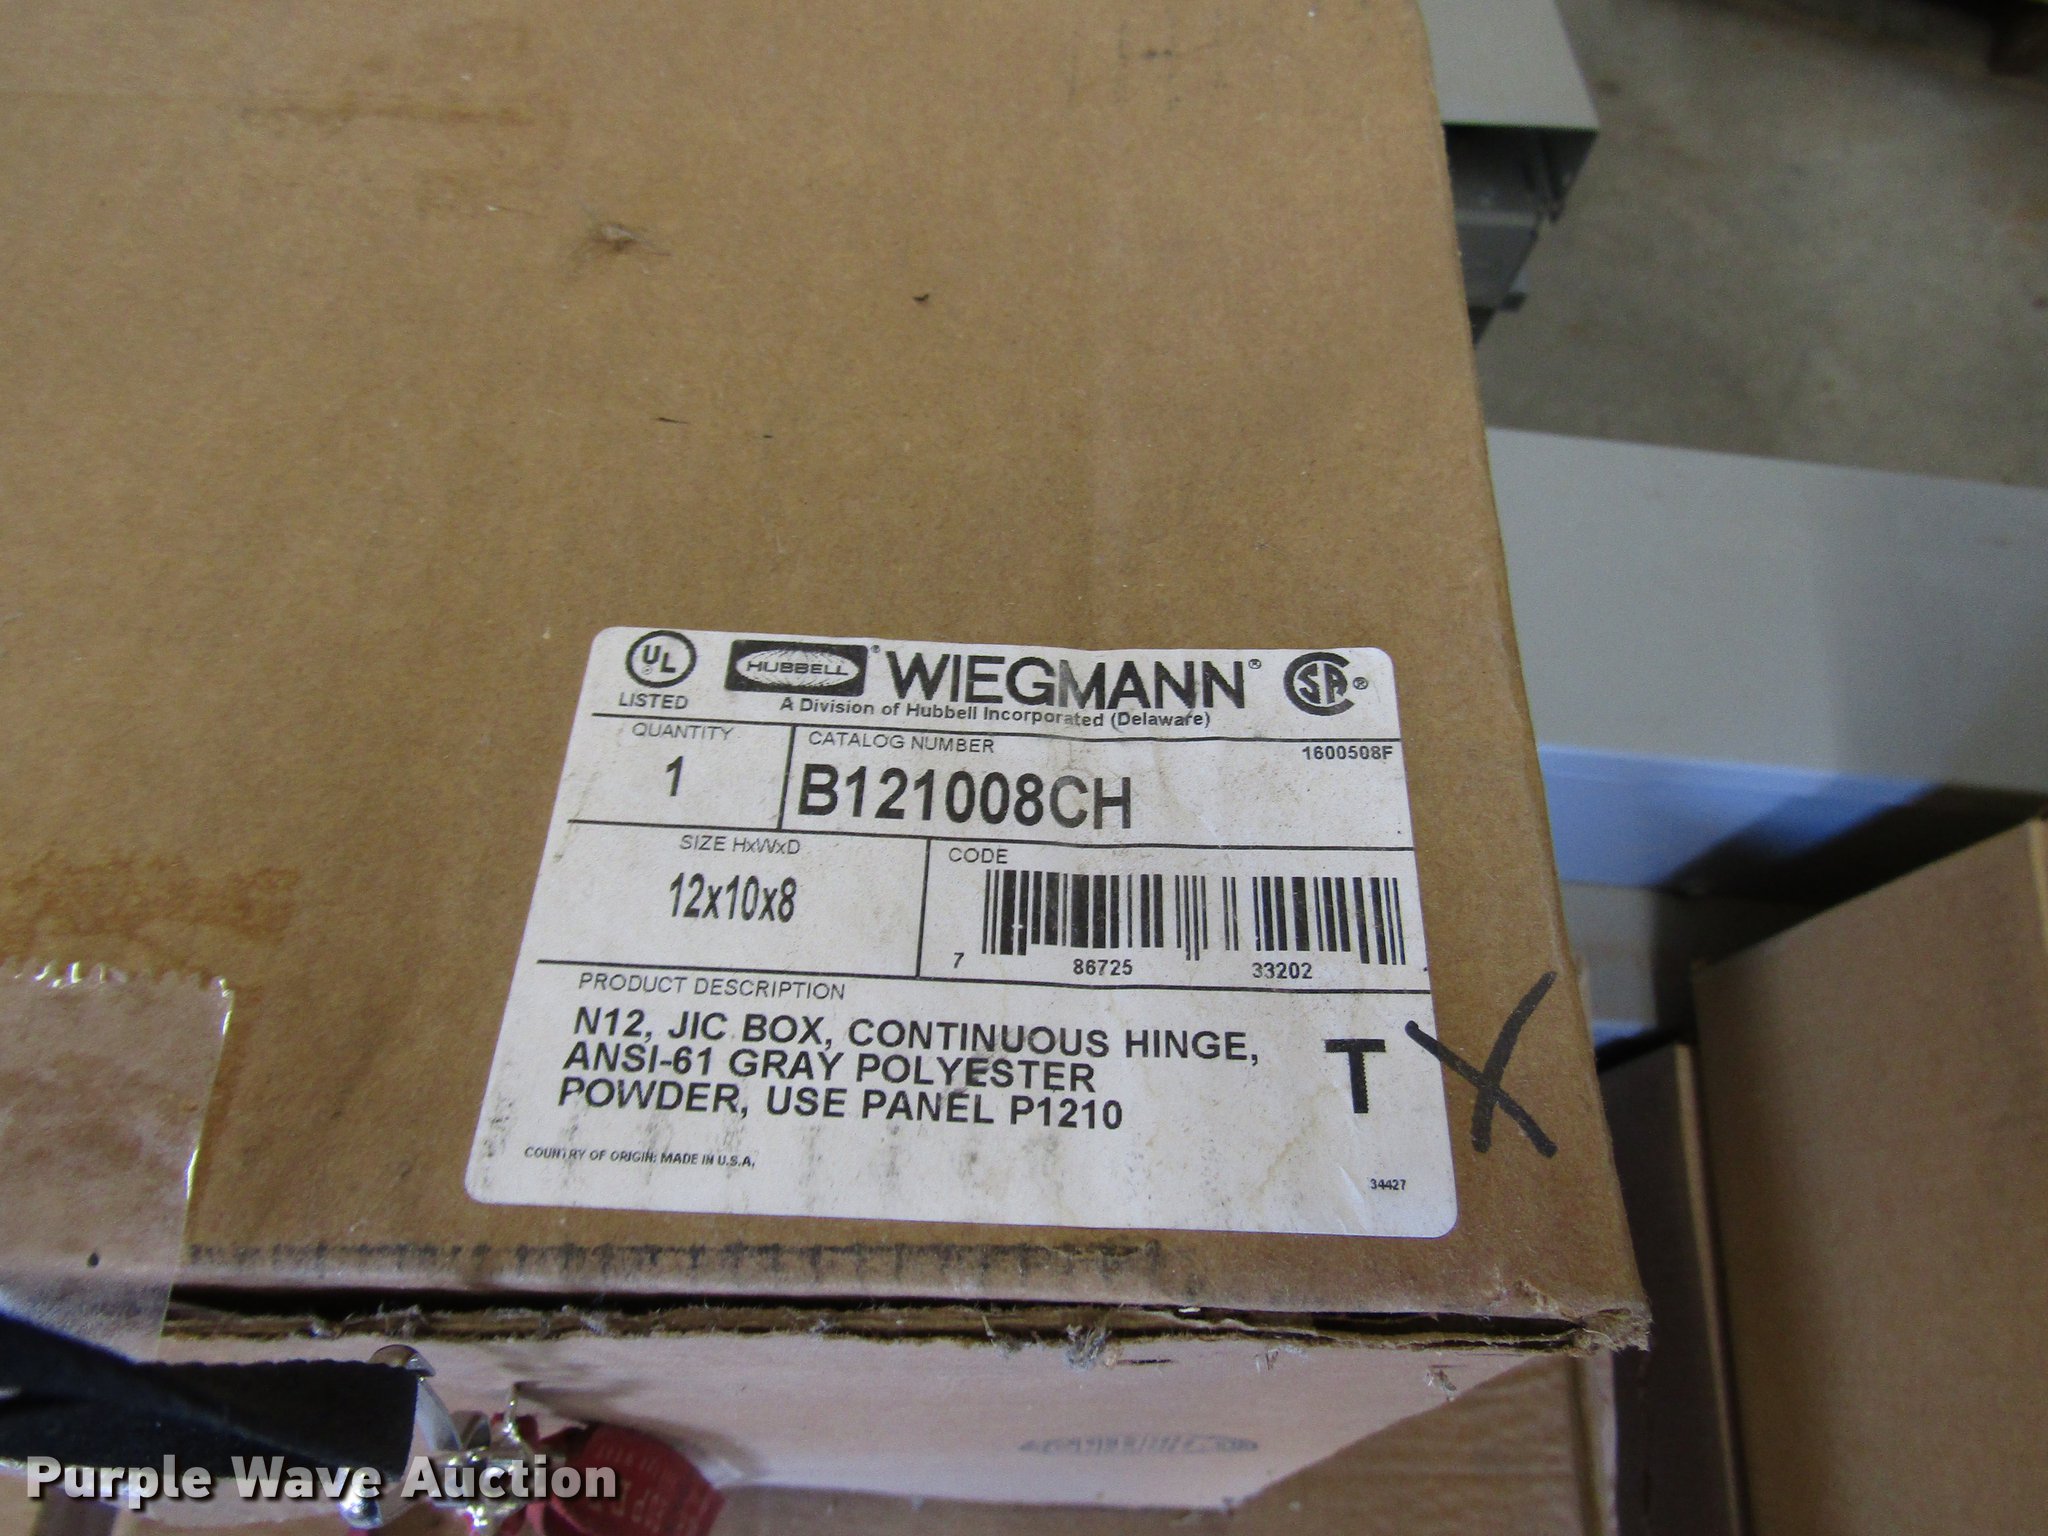 UL
LISTED
HUBBELL® WIEGMANN®
SA®
A Division of Hubbell Incorporated (Delaware)
QUANTITY
1
CATALOG NUMBER
1600508F
B121008CH
SIZE HxWxD
12x10x8
CODE
7 86725 33202
PRODUCT DESCRIPTION
N12, JIC BOX, CONTINUOUS HINGE,
ANSI-61 GRAY POLYESTER
POWDER, USE PANEL P1210
T
X
COUNTRY OF ORIGIN: MADE IN U.S.A.
34427
Purple Wave Auction